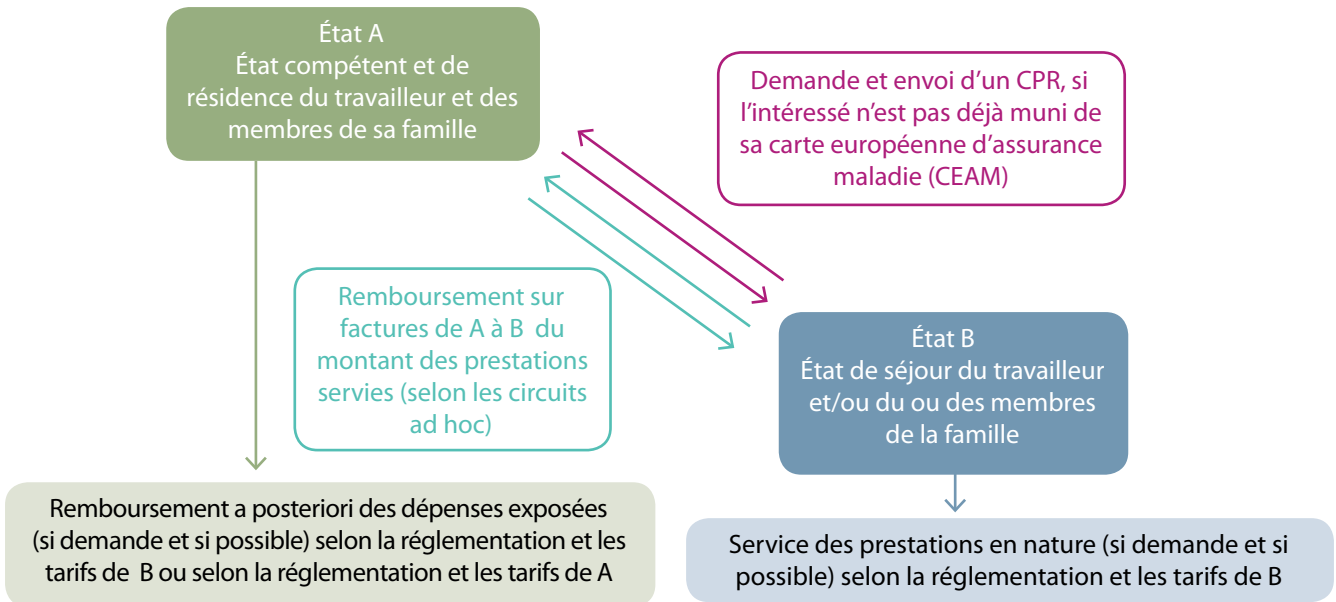 État A
État compétent et de
résidence du travailleur et des
membres de sa famille
Demande et envoi d’un CPR, si
l’intéressé n’est pas déjà muni de
sa carte européenne d’assurance
maladie (CEAM)
Remboursement sur
factures de A à B du
montant des prestations
servies (selon les circuits
ad hoc)
État B
État de séjour du travailleur
et/ou du ou des membres
de la famille
Remboursement a posteriori des dépenses exposées
(si demande et si possible) selon la réglementation et les
tarifs de B ou selon la réglementation et les tarifs de A
Service des prestations en nature (si demande et si
possible) selon la réglementation et les tarifs de B